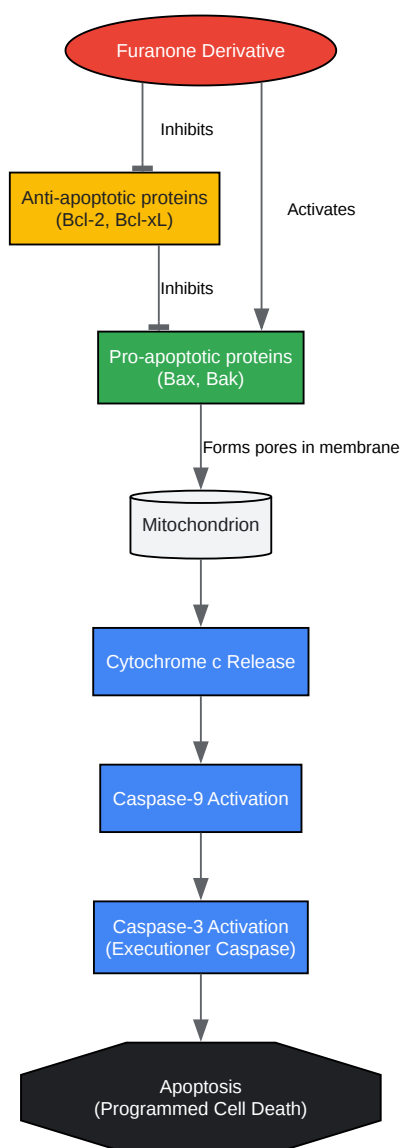 Furanone Derivative
Inhibits
Anti-apoptotic proteins
(Bcl-2, Bcl-xL)
Activates
Inhibits
Pro-apoptotic proteins
(Bax, Bak)
Forms pores in membrane
Mitochondrion
Cytochrome c Release
Caspase-9 Activation
Caspase-3 Activation
(Executioner Caspase)
Apoptosis
(Programmed Cell Death)